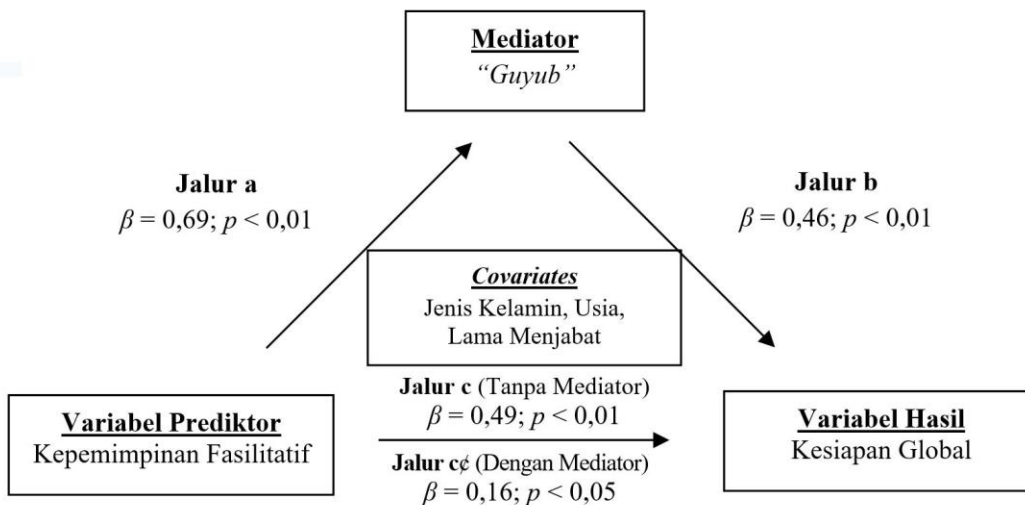 Mediator
“Guyub”
Jalur a
β = 0,69; p < 0,01
Jalur b
β = 0,46; p < 0,01
Covariates
Jenis Kelamin, Usia,
Lama Menjabat
Variabel Prediktor
Kepemimpinan Fasilitatif
Jalur c (Tanpa Mediator)
β = 0,49; p < 0,01
Jalur c¢ (Dengan Mediator)
β = 0,16; p < 0,05
Variabel Hasil
Kesiapan Global